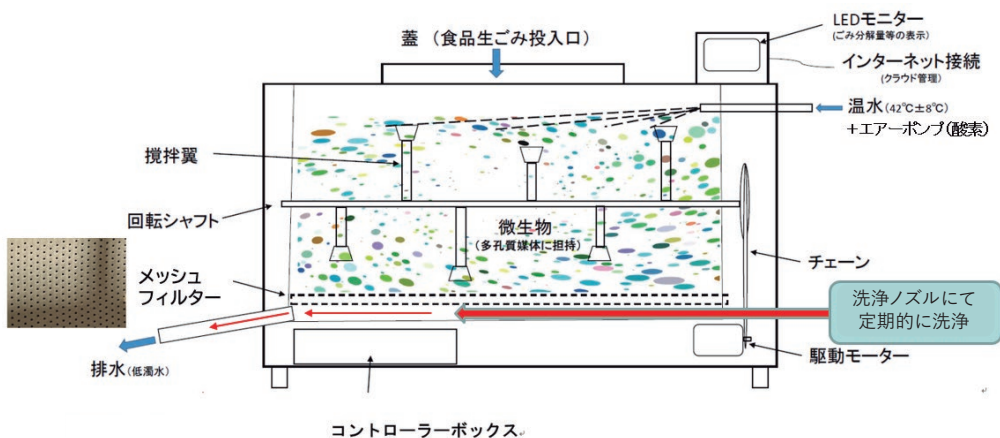 LEDモニター
(ごみ分解量等の表示)
蓋 (食品生ごみ投入口)
インターネット接続
(クラウド管理)
温水(42℃±8℃)
+エアーポンプ(酸素)
撹拌翼
回転シャフト
微生物
(多孔質媒体に担持)
メッシュ
フィルター
チェーン
洗浄ノズルにて
定期的に洗浄
駆動モーター
排水(低濁水)
コントローラーボックス